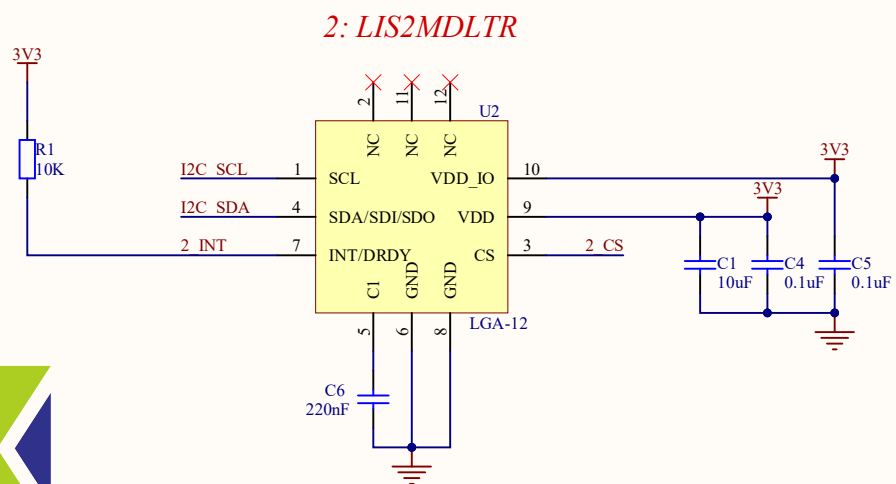 2: LIS2MDLTR
3V3
R1
10K
2
11
12
U2
NC
NC
NC
I2C_SCL
1
SCL
VDD_IO
10
3V3
I2C_SDA
4
SDA/SDI/SDO
VDD
9
3V3
2_INT
7
INT/DRDY
CS
3
2_CS
C1
GND
GND
C1
10uF
C4
0.1uF
C5
0.1uF
5
6
8
LGA-12
C6
220nF